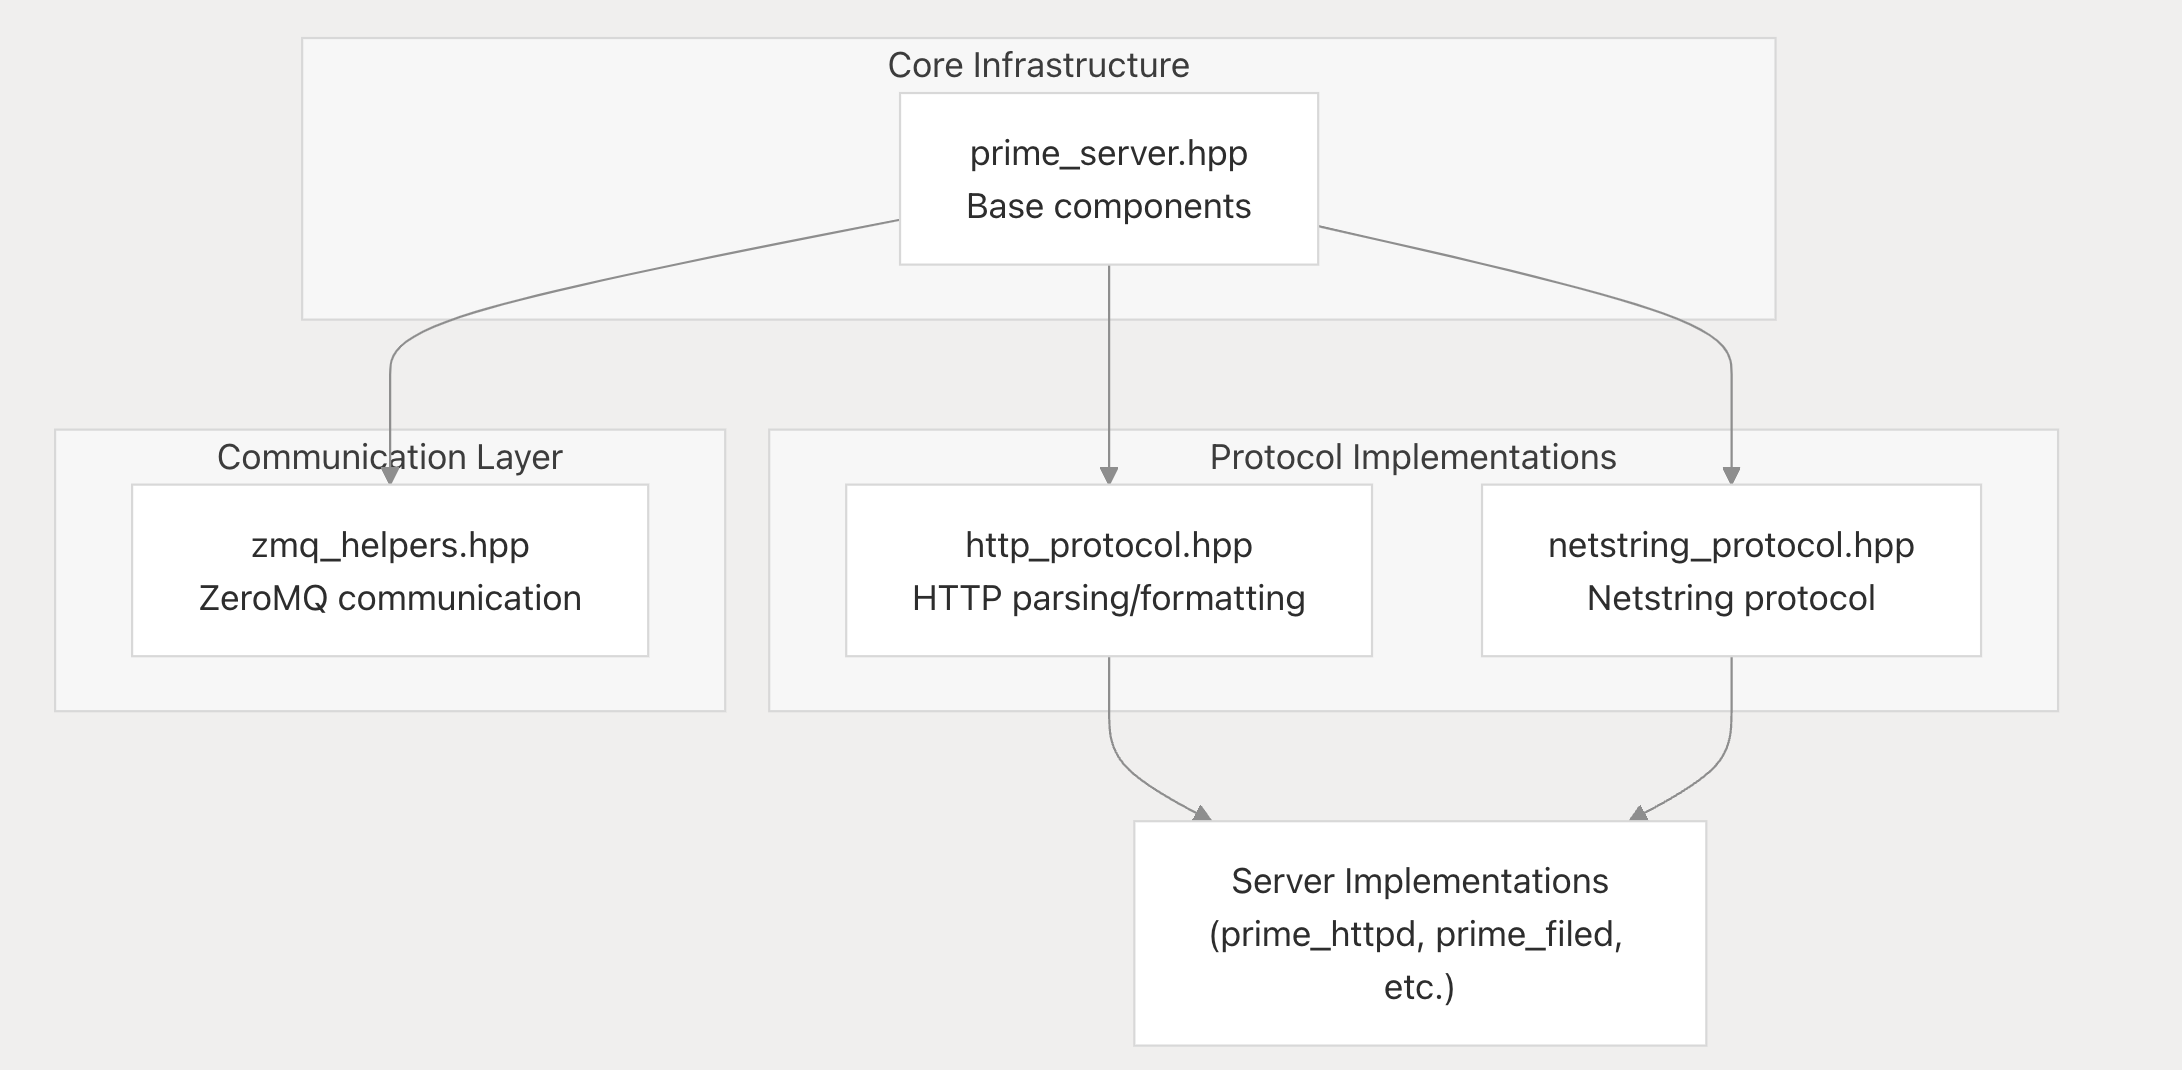 Core Infrastructure
prime_server.hpp
Base components
Communication Layer
zmq_helpers.hpp
ZeroMQ communication
Protocol Implementations
http_protocol.hpp
HTTP parsing/formatting
netstring_protocol.hpp
Netstring protocol
Server Implementations
(prime_httpd, prime_filed,
etc.)